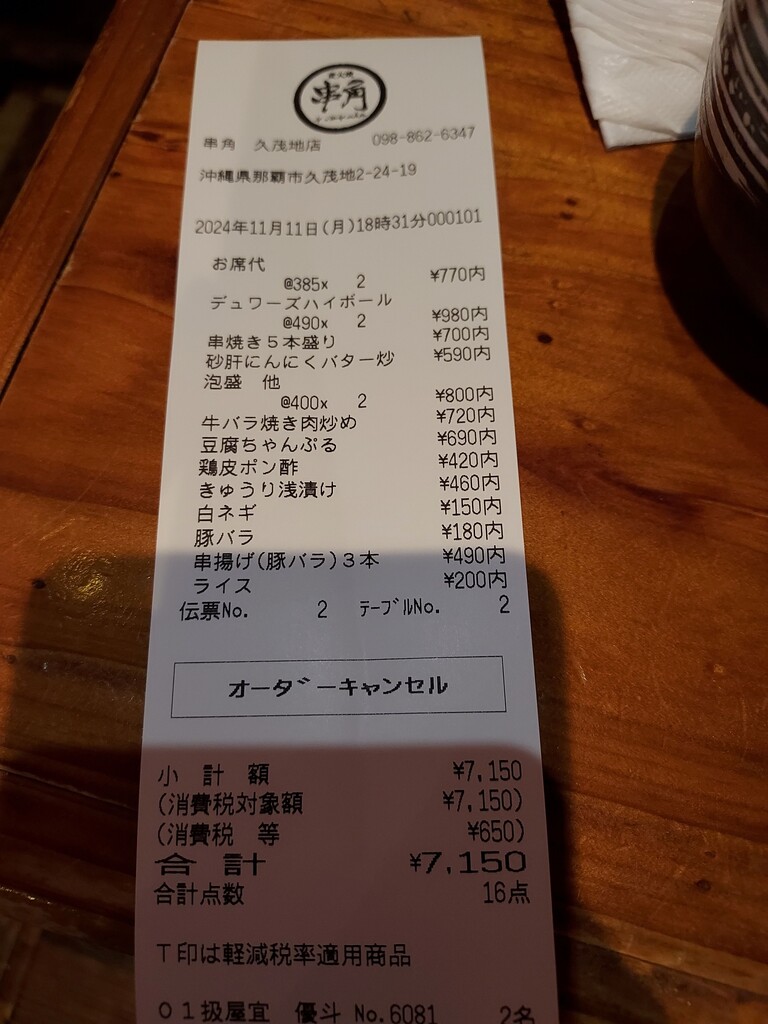 串角
串角 久茂地店 098-862-6347
沖縄県那覇市久茂地2-24-19
2024年11月11日(月)18時31分000101
お席代
@385x 2 ¥770内
デュワーズハイボール
@490x 2 ¥980内
串焼き5本盛り ¥700内
砂肝にんにくバター炒 ¥590内
泡盛 他
@400x 2 ¥800内
牛バラ焼き肉炒め ¥720内
豆腐ちゃんぷる ¥690内
鶏皮ポン酢 ¥420内
きゅうり浅漬け ¥460内
白ネギ ¥150内
豚バラ ¥180内
串揚げ(豚バラ)3本 ¥490内
ライス ¥200内
伝票No. 2 テーブルNo. 2
オーダーキャンセル
小計額 ¥7,150
(消費税対象額 ¥7,150)
(消費税 等 ¥650)
合計 ¥7,150
合計点数 16点
T印は軽減税率適用商品
01扱屋宜 優斗 No.6081 2名